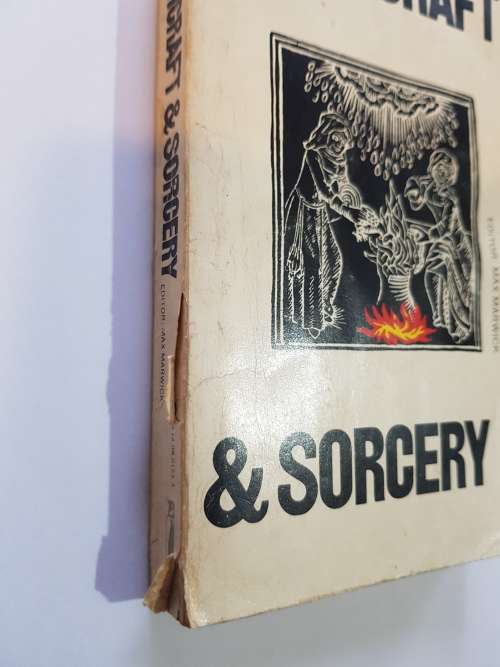 CRAFT
EDITOR MAX MARWICK
& SORCERY
CRAFT & SORCERY
EDITOR: MAX MARWICK